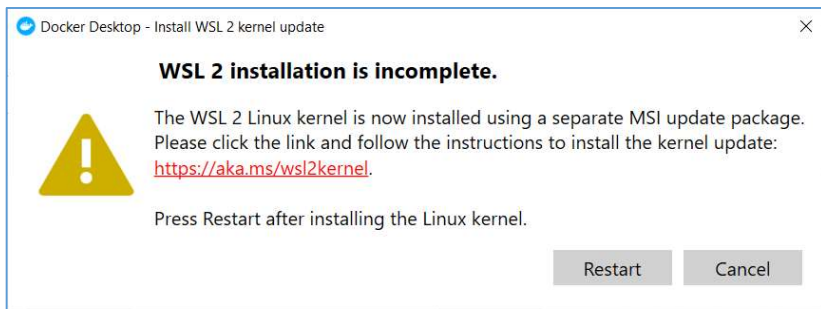 Docker Desktop - Install WSL 2 kernel update
WSL 2 installation is incomplete.
The WSL 2 Linux kernel is now installed using a separate MSI update package.
Please click the link and follow the instructions to install the kernel update:
https://aka.ms/wsl2kernel.
Press Restart after installing the Linux kernel.
Restart
Cancel